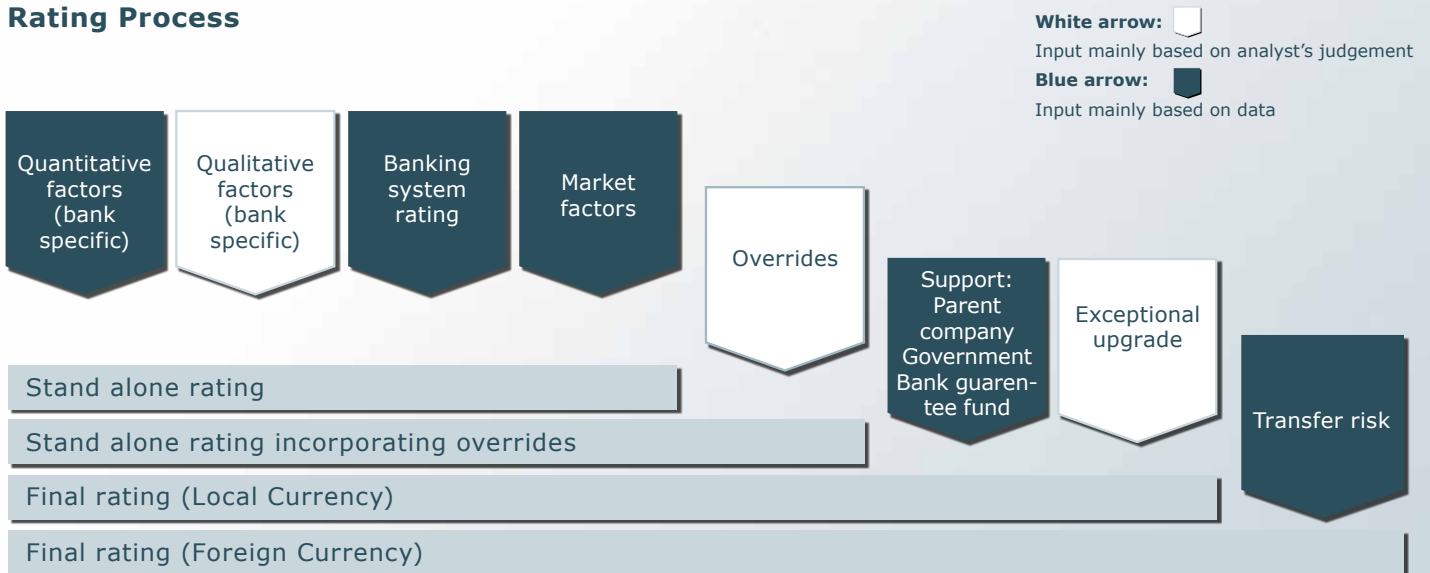 Rating Process
White arrow:
Input mainly based on analyst's judgement
Blue arrow:
Input mainly based on data
Quantitative
factors
(bank
specific)
Qualitative
factors
(bank
specific)
Banking
system
rating
Market
factors
Overrides
Support:
Parent
company
Government
Bank guaren-
tee fund
Exceptional
upgrade
Transfer risk
Stand alone rating
Stand alone rating incorporating overrides
Final rating (Local Currency)
Final rating (Foreign Currency)